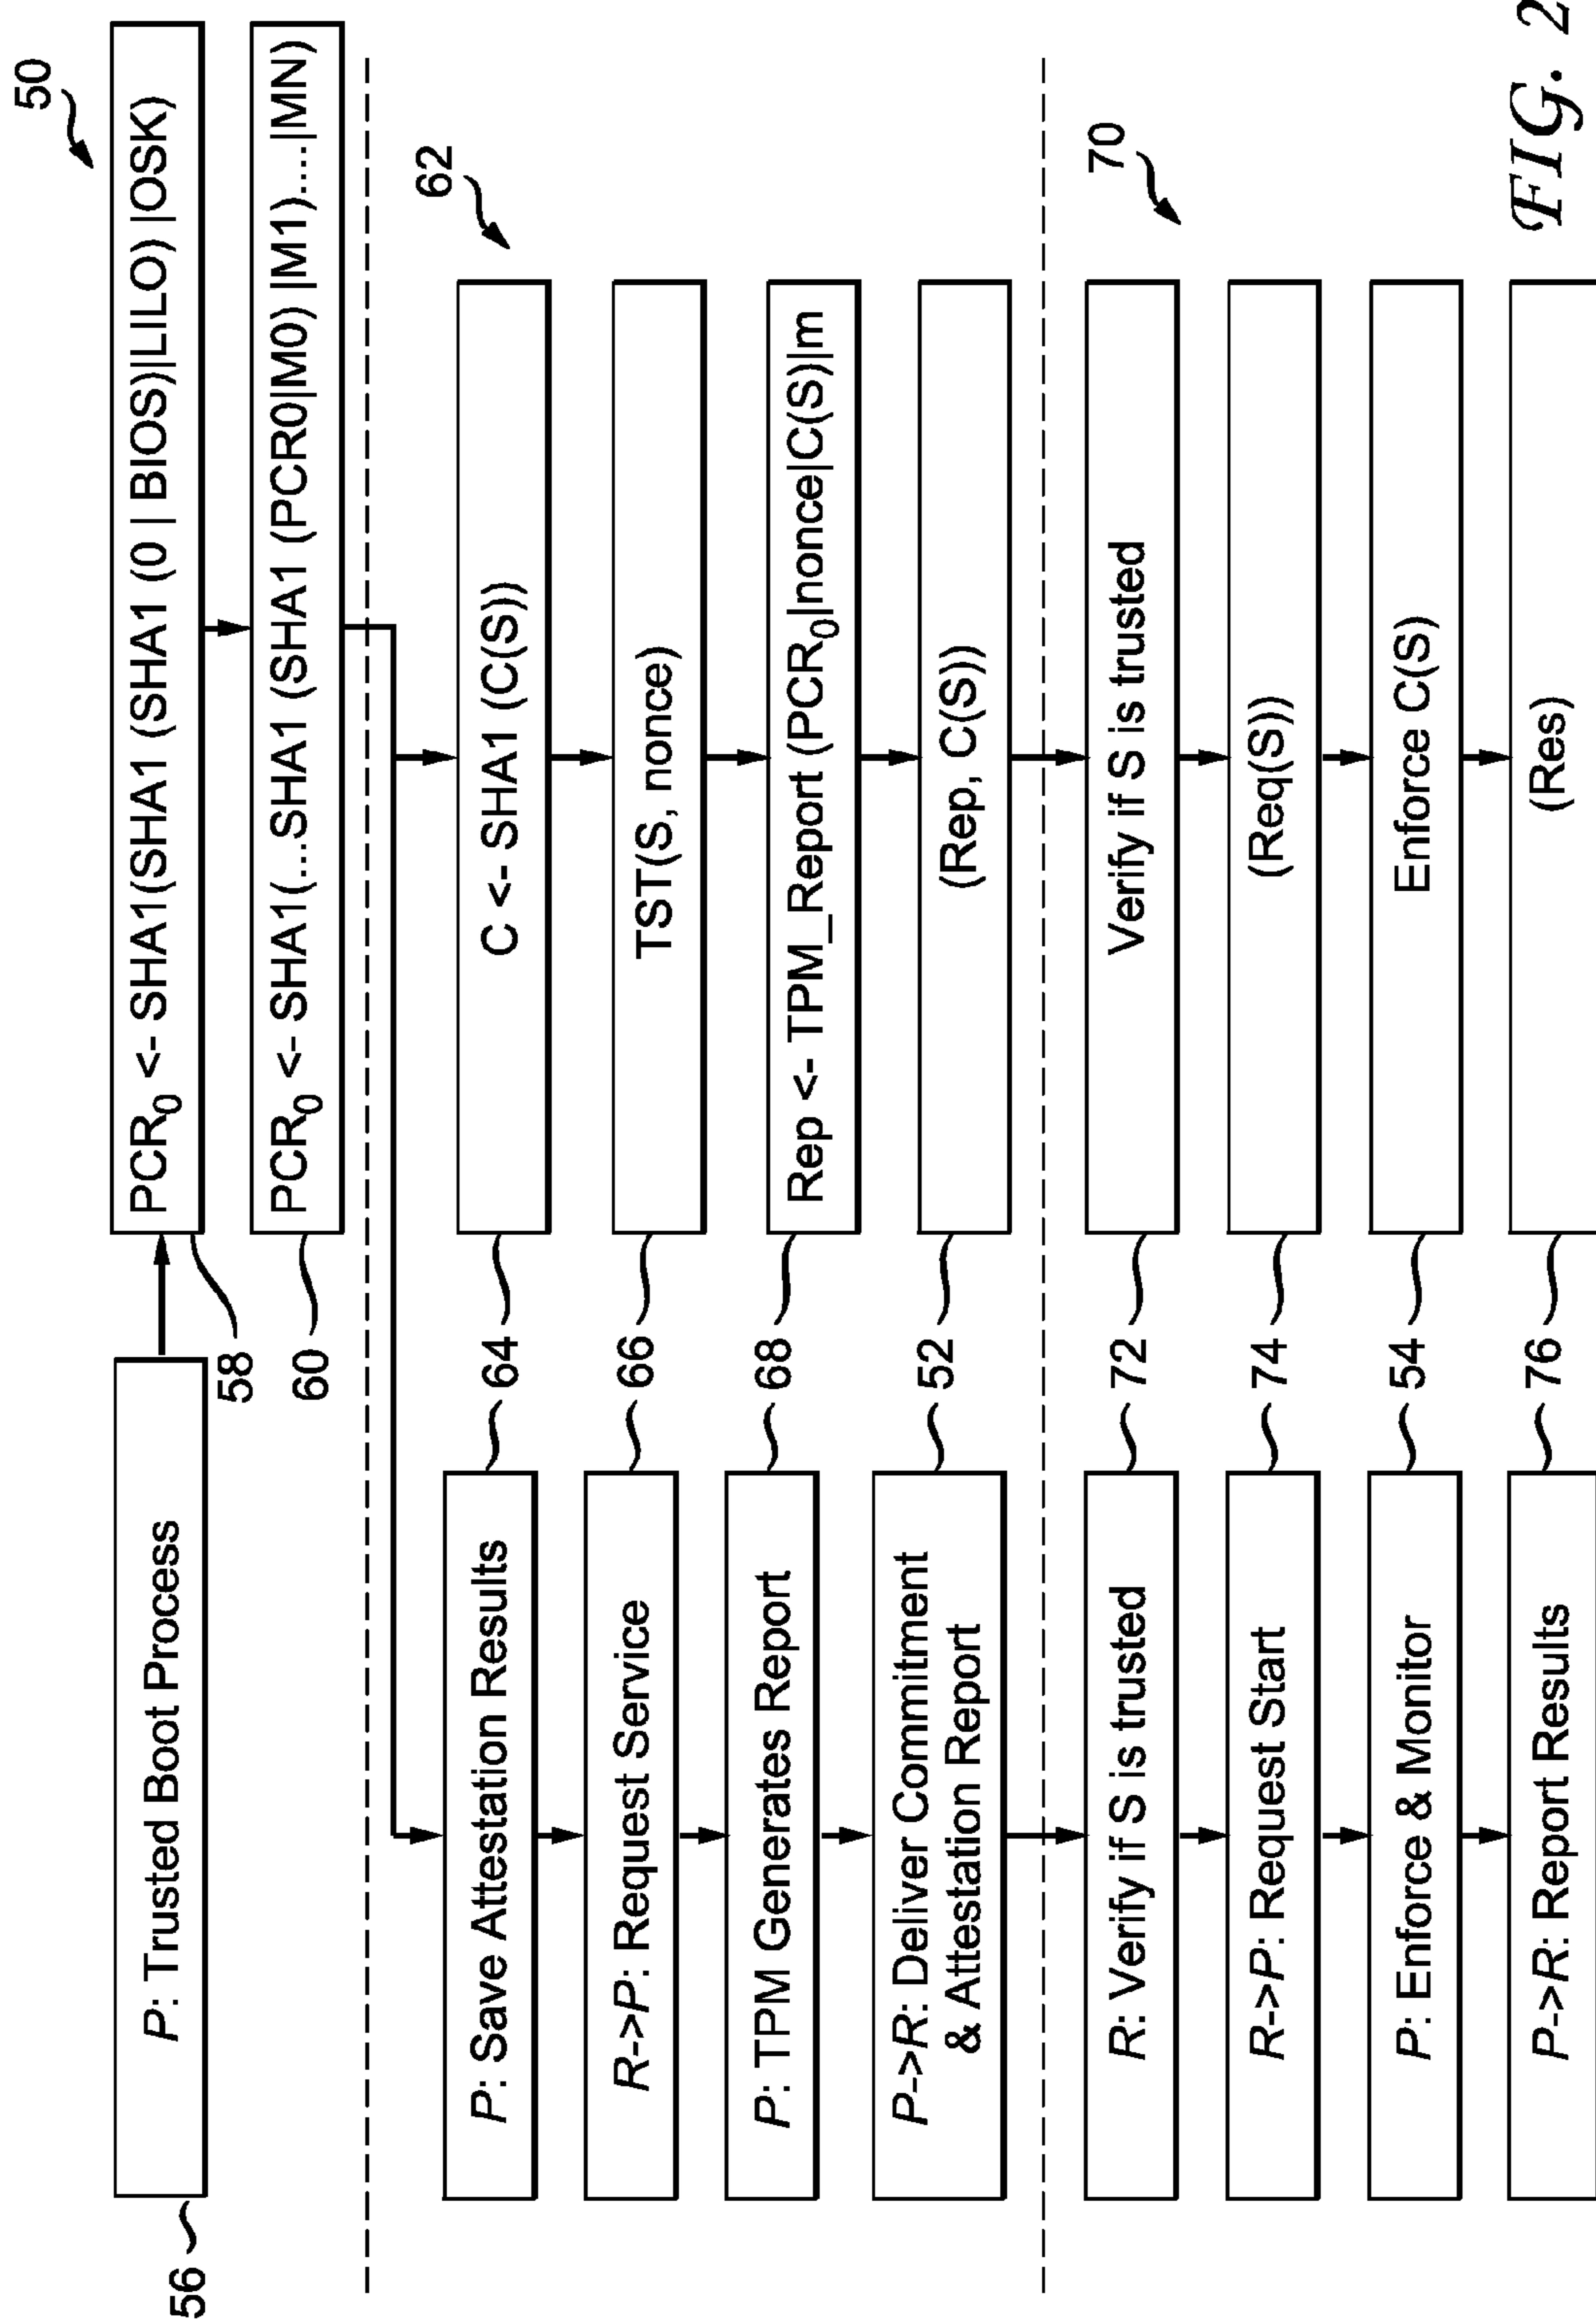 50
56
P: Trusted Boot Process
58
PCR0 <- SHA1(SHA1 (SHA1 (0 | BIOS)|LILO) |OSK)
60
PCR0 <- SHA1(...SHA1 (SHA1 (PCR0|M0) |M1)....|MN)
62
P: Save Attestation Results
64
C <- SHA1 (C(S))
R->P: Request Service
66
TST(S, nonce)
P: TPM Generates Report
68
Rep <- TPM_Report (PCR0|nonce|C(S)|m
P->R: Deliver Commitment
& Attestation Report
52
(Rep, C(S))
70
R: Verify if S is trusted
72
Verify if S is trusted
R->P: Request Start
74
(Req(S))
P: Enforce & Monitor
54
Enforce C(S)
P->R: Report Results
76
(Res)
FIG. 2